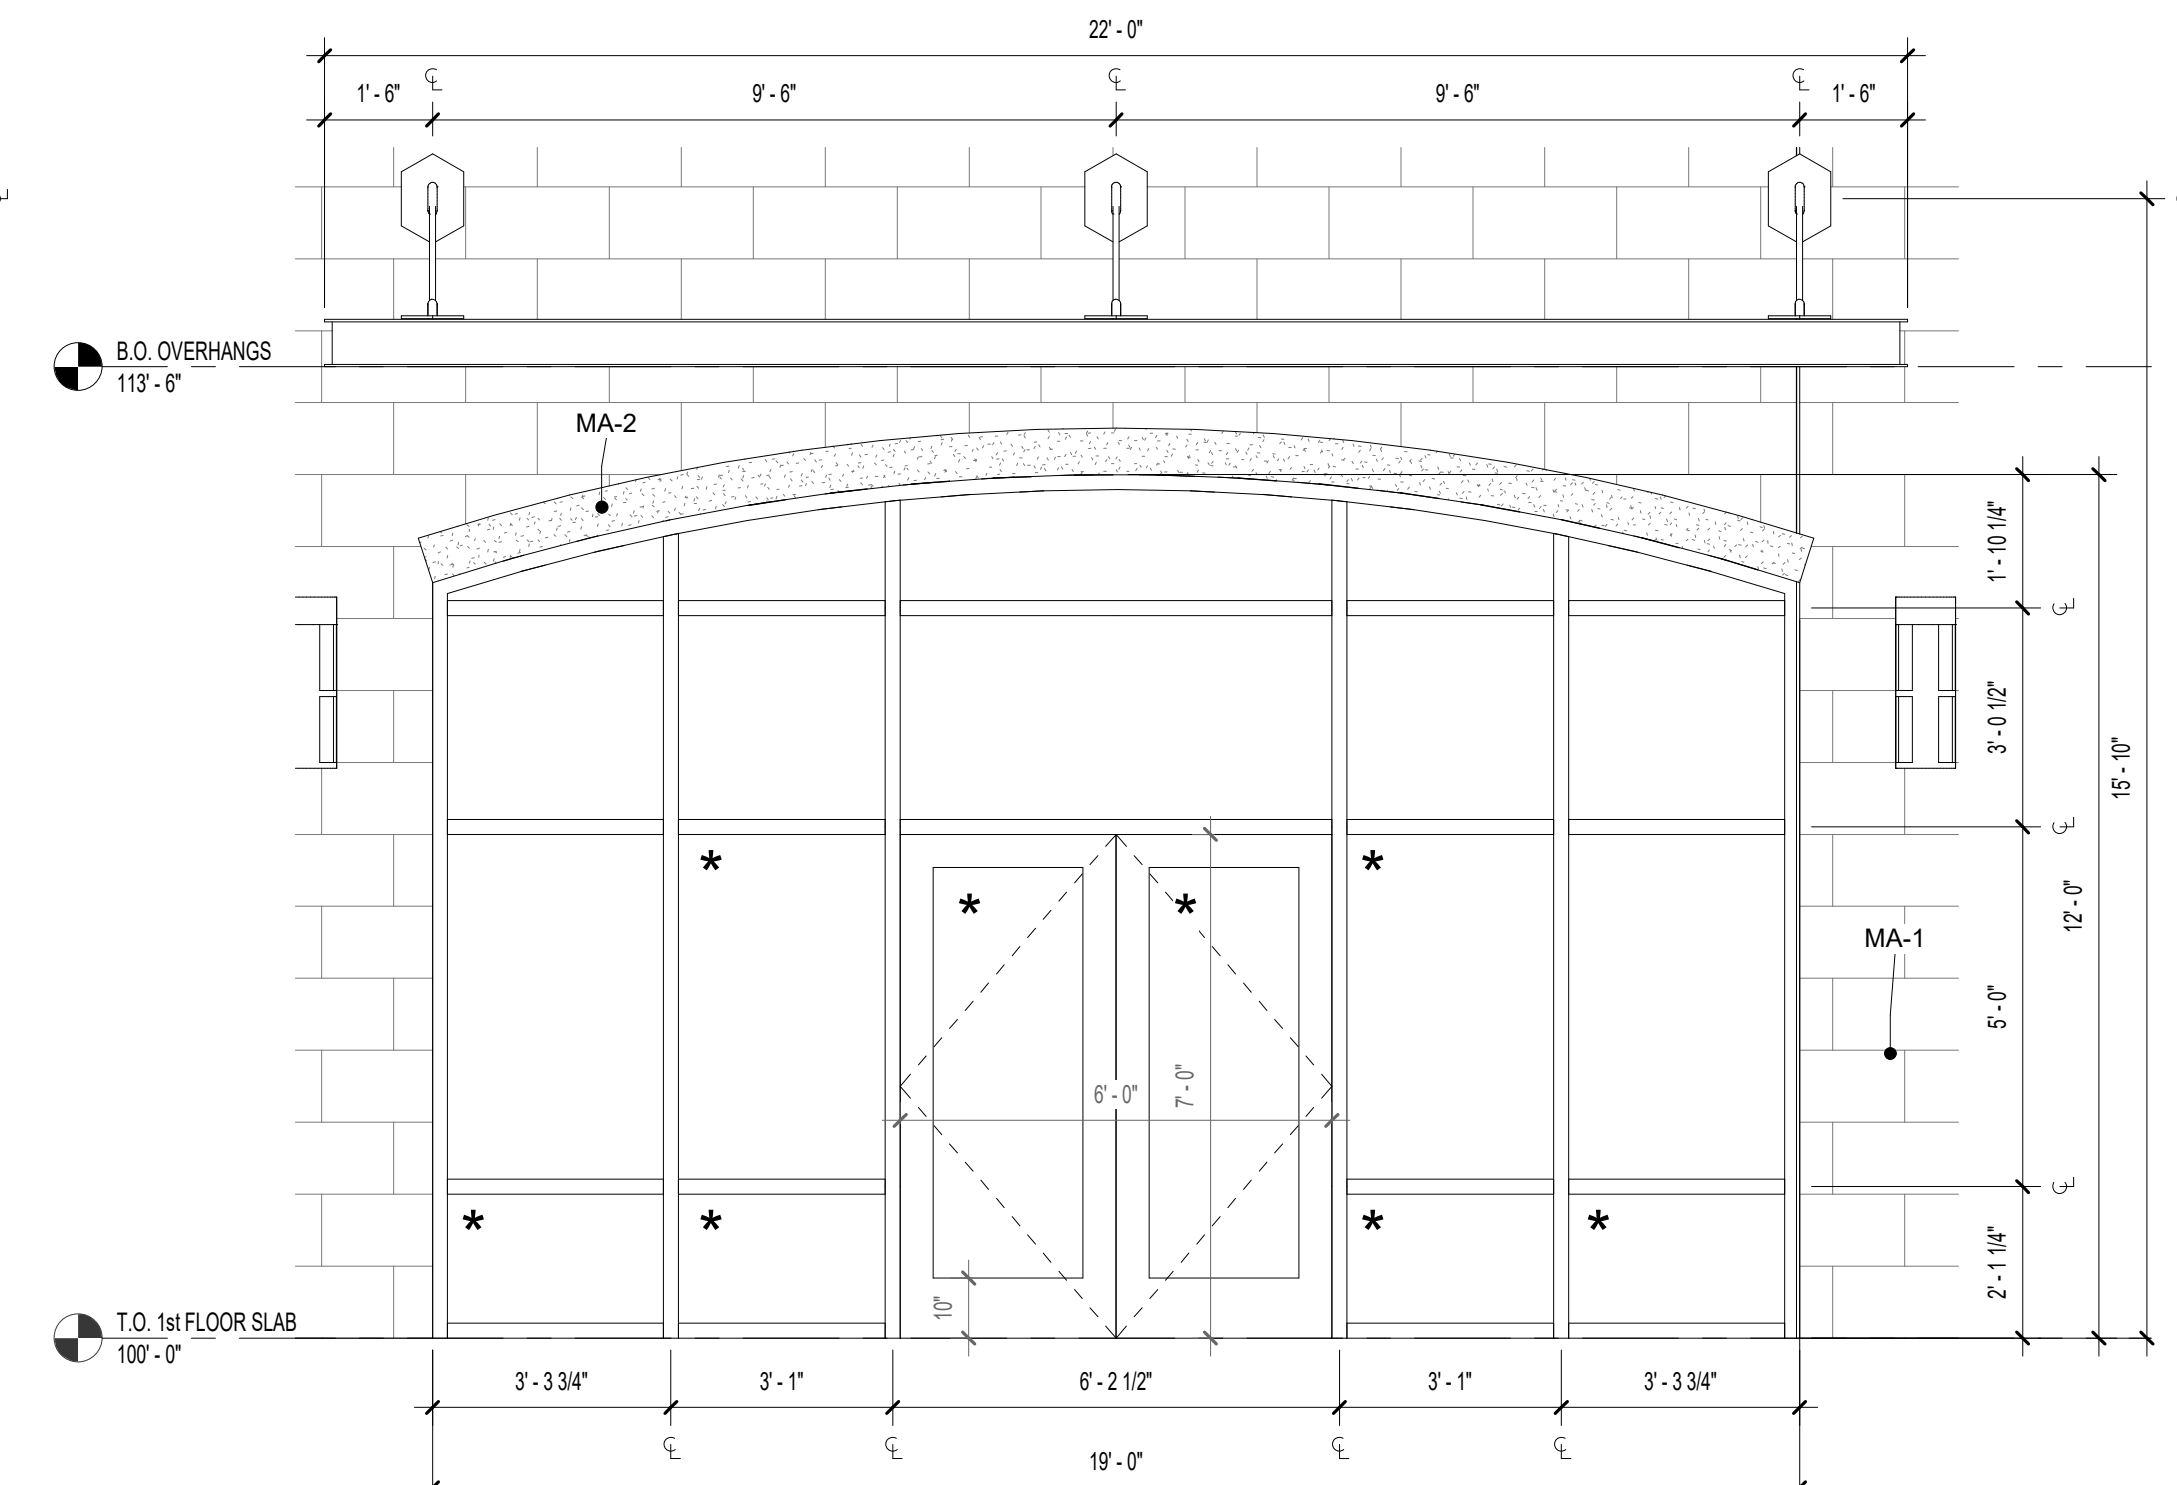 22' - 0"
1' - 6" ℄ 9' - 6" ℄ 9' - 6" ℄ 1' - 6"
B.O. OVERHANGS
113' - 6"
MA-2
1' - 10 1/4"
℄
3' - 0 1/2"
15' - 10"
℄
* *
* *
12' - 0"
MA-1
5' - 0"
6' - 0" 7' - 0"
℄
* * * *
2' - 1 1/4"
10"
T.O. 1st FLOOR SLAB
100' - 0"
3' - 3 3/4" 3' - 1" 6' - 2 1/2" 3' - 1" 3' - 3 3/4"
℄ ℄ ℄ ℄
19' - 0"